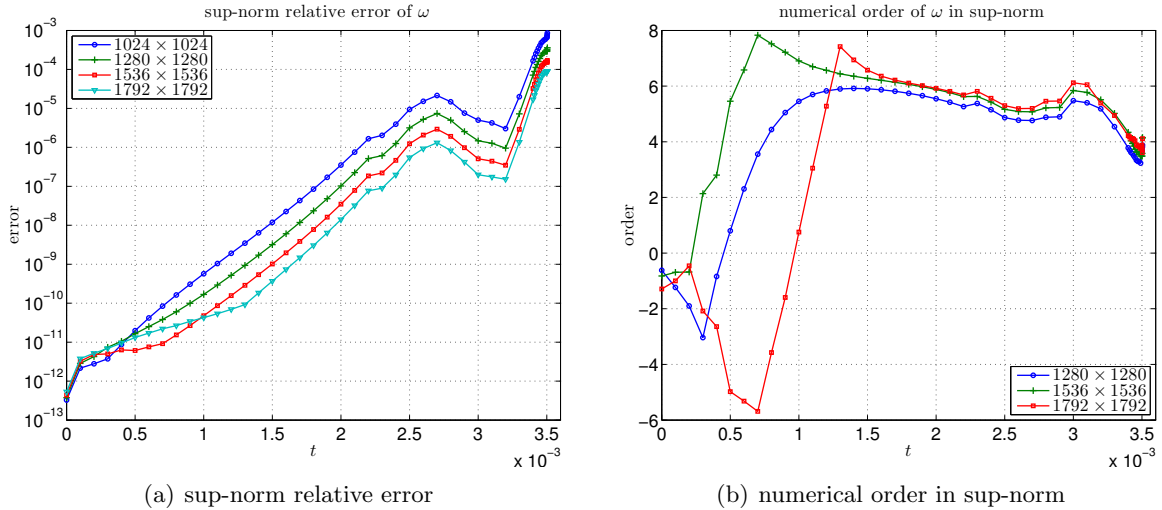 sup-norm relative error of ω
10⁻³
10⁻⁴
10⁻⁵
10⁻⁶
10⁻⁷
10⁻⁸
10⁻⁹
10⁻¹⁰
10⁻¹¹
10⁻¹²
10⁻¹³
error
1024 × 1024
1280 × 1280
1536 × 1536
1792 × 1792
0 0.5 1 1.5 2 2.5 3 3.5
t
x 10⁻³
(a) sup-norm relative error
numerical order of ω in sup-norm
8
6
4
2
0
−2
−4
−6
order
1280 × 1280
1536 × 1536
1792 × 1792
0 0.5 1 1.5 2 2.5 3 3.5
t
x 10⁻³
(b) numerical order in sup-norm